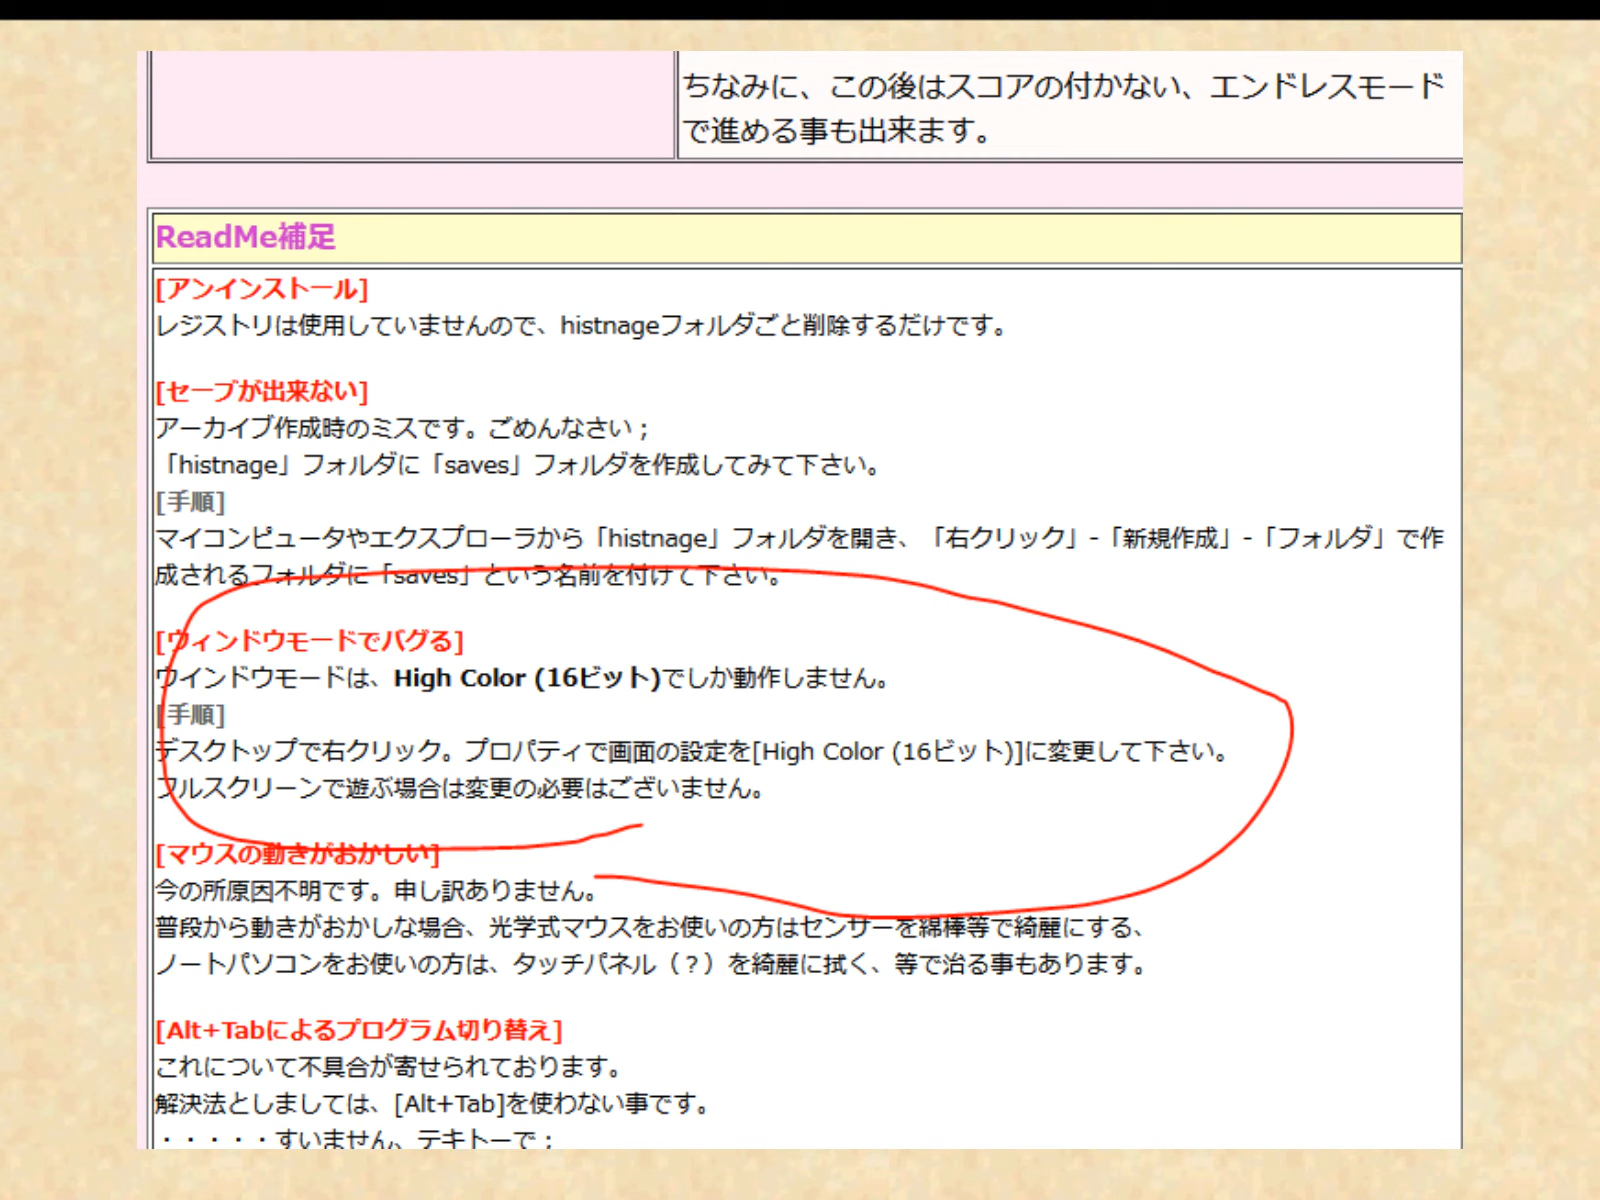 ちなみに、この後はスコアの付かない、エンドレスモード
で進める事も出来ます。
ReadMe補足
[アンインストール]
レジストリは使用していませんので、histnageフォルダごと削除するだけです。
[セーブが出来ない]
アーカイブ作成時のミスです。ごめんなさい；
「histnage」フォルダに「saves」フォルダを作成してみて下さい。
[手順]
マイコンピュータやエクスプローラから「histnage」フォルダを開き、「右クリック」-「新規作成」-「フォルダ」で作
成されるフォルダに「saves」という名前を付けて下さい。
[ウィンドウモードでバグる]
ウインドウモードは、High Color (16ビット)でしか動作しません。
[手順]
デスクトップで右クリック。プロパティで画面の設定を[High Color (16ビット)]に変更して下さい。
フルスクリーンで遊ぶ場合は変更の必要はございません。
[マウスの動きがおかしい]
今の所原因不明です。申し訳ありません。
普段から動きがおかしな場合、光学式マウスをお使いの方はセンサーを綿棒等で綺麗にする、
ノートパソコンをお使いの方は、タッチパネル（？）を綺麗に拭く、等で治る事もあります。
[Alt+Tabによるプログラム切り替え]
これについて不具合が寄せられております。
解決法としましては、[Alt+Tab]を使わない事です。
・・・・・すいません、テキトーで；